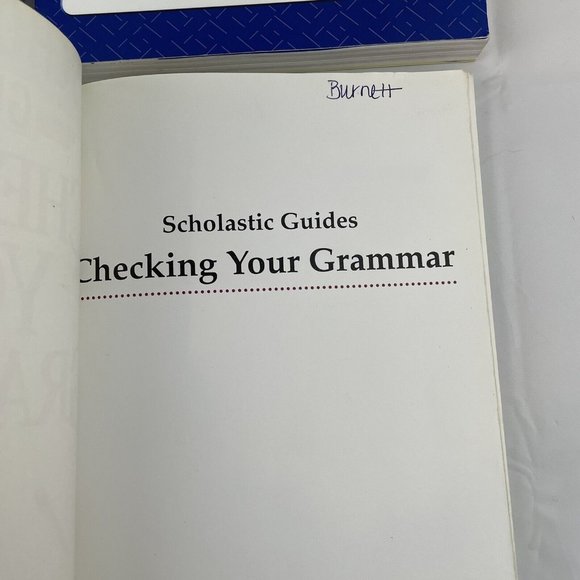 Burnett
Scholastic Guides
Checking Your Grammar